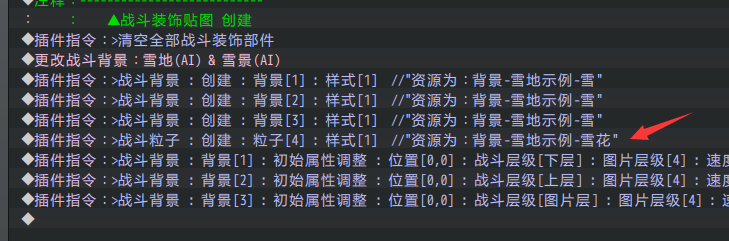 ◆注释：----------------------------
：　　：　　▲战斗装饰贴图 创建
◆插件指令：>清空全部战斗装饰部件
◆更改战斗背景：雪地(AI) & 雪景(AI)
◆插件指令：>战斗背景 : 创建 : 背景[1] : 样式[1]　//"资源为：背景-雪地示例-雪"
◆插件指令：>战斗背景 : 创建 : 背景[2] : 样式[1]　//"资源为：背景-雪地示例-雪"
◆插件指令：>战斗背景 : 创建 : 背景[3] : 样式[1]　//"资源为：背景-雪地示例-雪"
◆插件指令：>战斗粒子 : 创建 : 粒子[4] : 样式[1]　//"资源为：背景-雪地示例-雪花"
◆插件指令：>战斗背景 : 背景[1] : 初始属性调整 : 位置[0,0] : 战斗层级[下层] : 图片层级[4] : 速度
◆插件指令：>战斗背景 : 背景[2] : 初始属性调整 : 位置[0,0] : 战斗层级[上层] : 图片层级[4] : 速度
◆插件指令：>战斗背景 : 背景[3] : 初始属性调整 : 位置[0,0] : 战斗层级[图片层] : 图片层级[4] : 速
◆